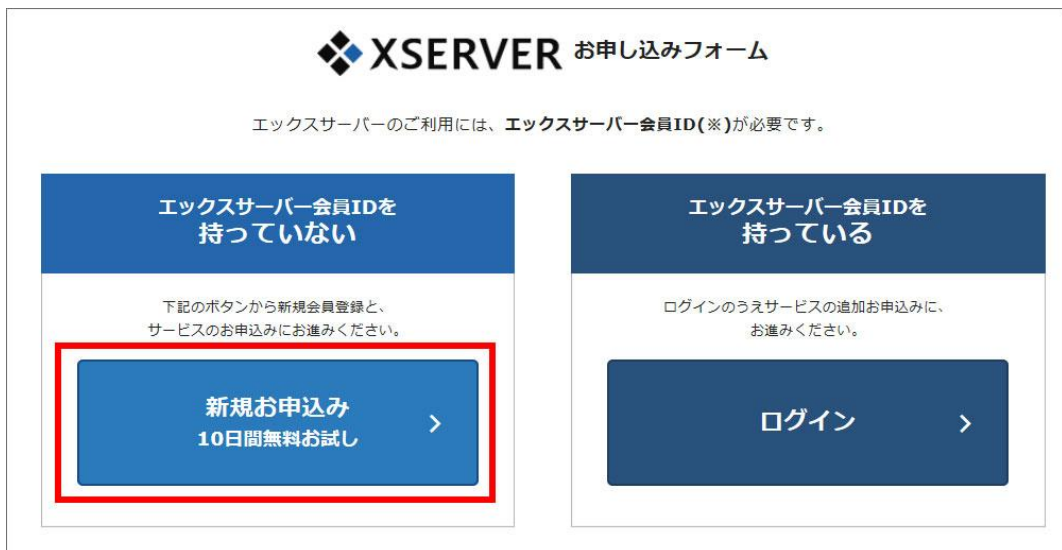 XSERVER お申し込みフォーム
エックスサーバーのご利用には、エックスサーバー会員ID(※)が必要です。
エックスサーバー会員IDを
持っていない
下記のボタンから新規会員登録と、
サービスのお申込みにお進みください。
新規お申込み
10日間無料お試し
エックスサーバー会員IDを
持っている
ログインのうえサービスの追加お申込みに、
お進みください。
ログイン